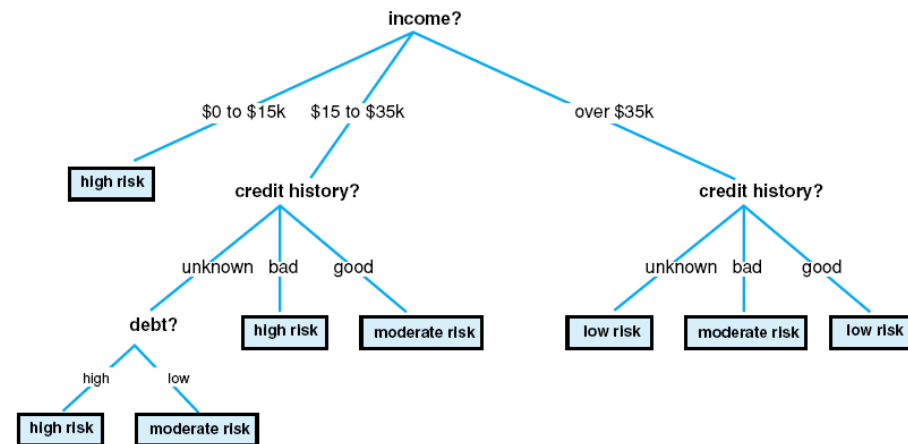 income?
$0 to $15k
$15 to $35k
over $35k
high risk
credit history?
credit history?
unknown
bad
good
unknown
bad
good
debt?
high risk
moderate risk
low risk
moderate risk
low risk
high
low
high risk
moderate risk